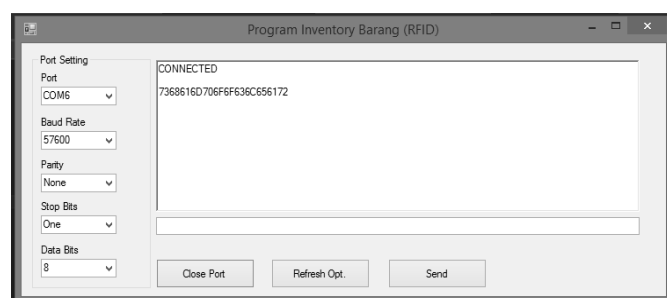 Program Inventory Barang (RFID)
Port Setting
Port
COM6
Baud Rate
57600
Parity
None
Stop Bits
One
Data Bits
8
CONNECTED
7368616D706F6F636C656172
Close Port
Refresh Opt.
Send